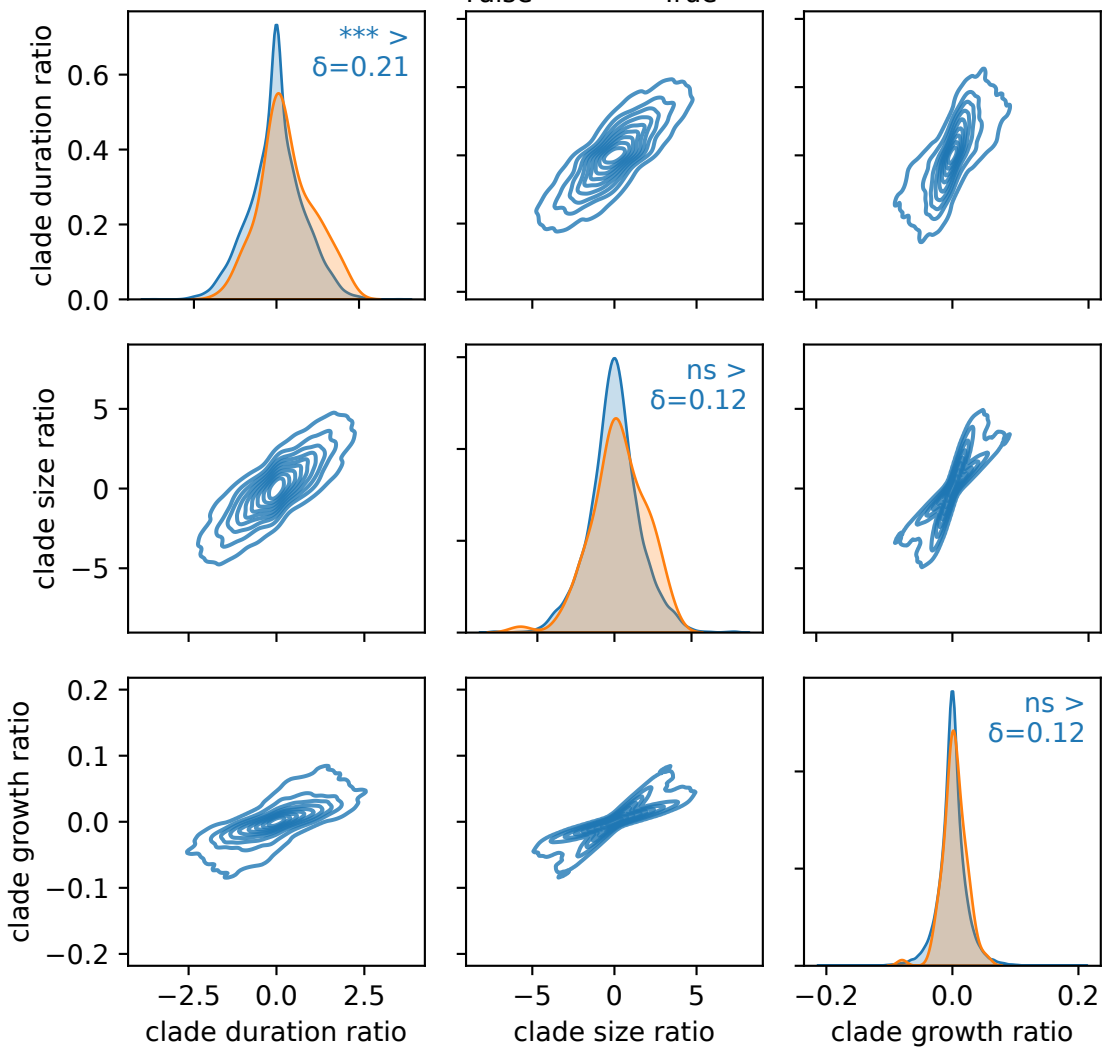 False True
clade duration ratio
0.6
0.4
0.2
0.0
*** >
δ=0.21
clade size ratio
5
0
−5
ns >
δ=0.12
clade growth ratio
0.2
0.1
0.0
−0.1
−0.2
ns >
δ=0.12
−2.5 0.0 2.5
−5 0 5
−0.2 0.0 0.2
clade duration ratio
clade size ratio
clade growth ratio